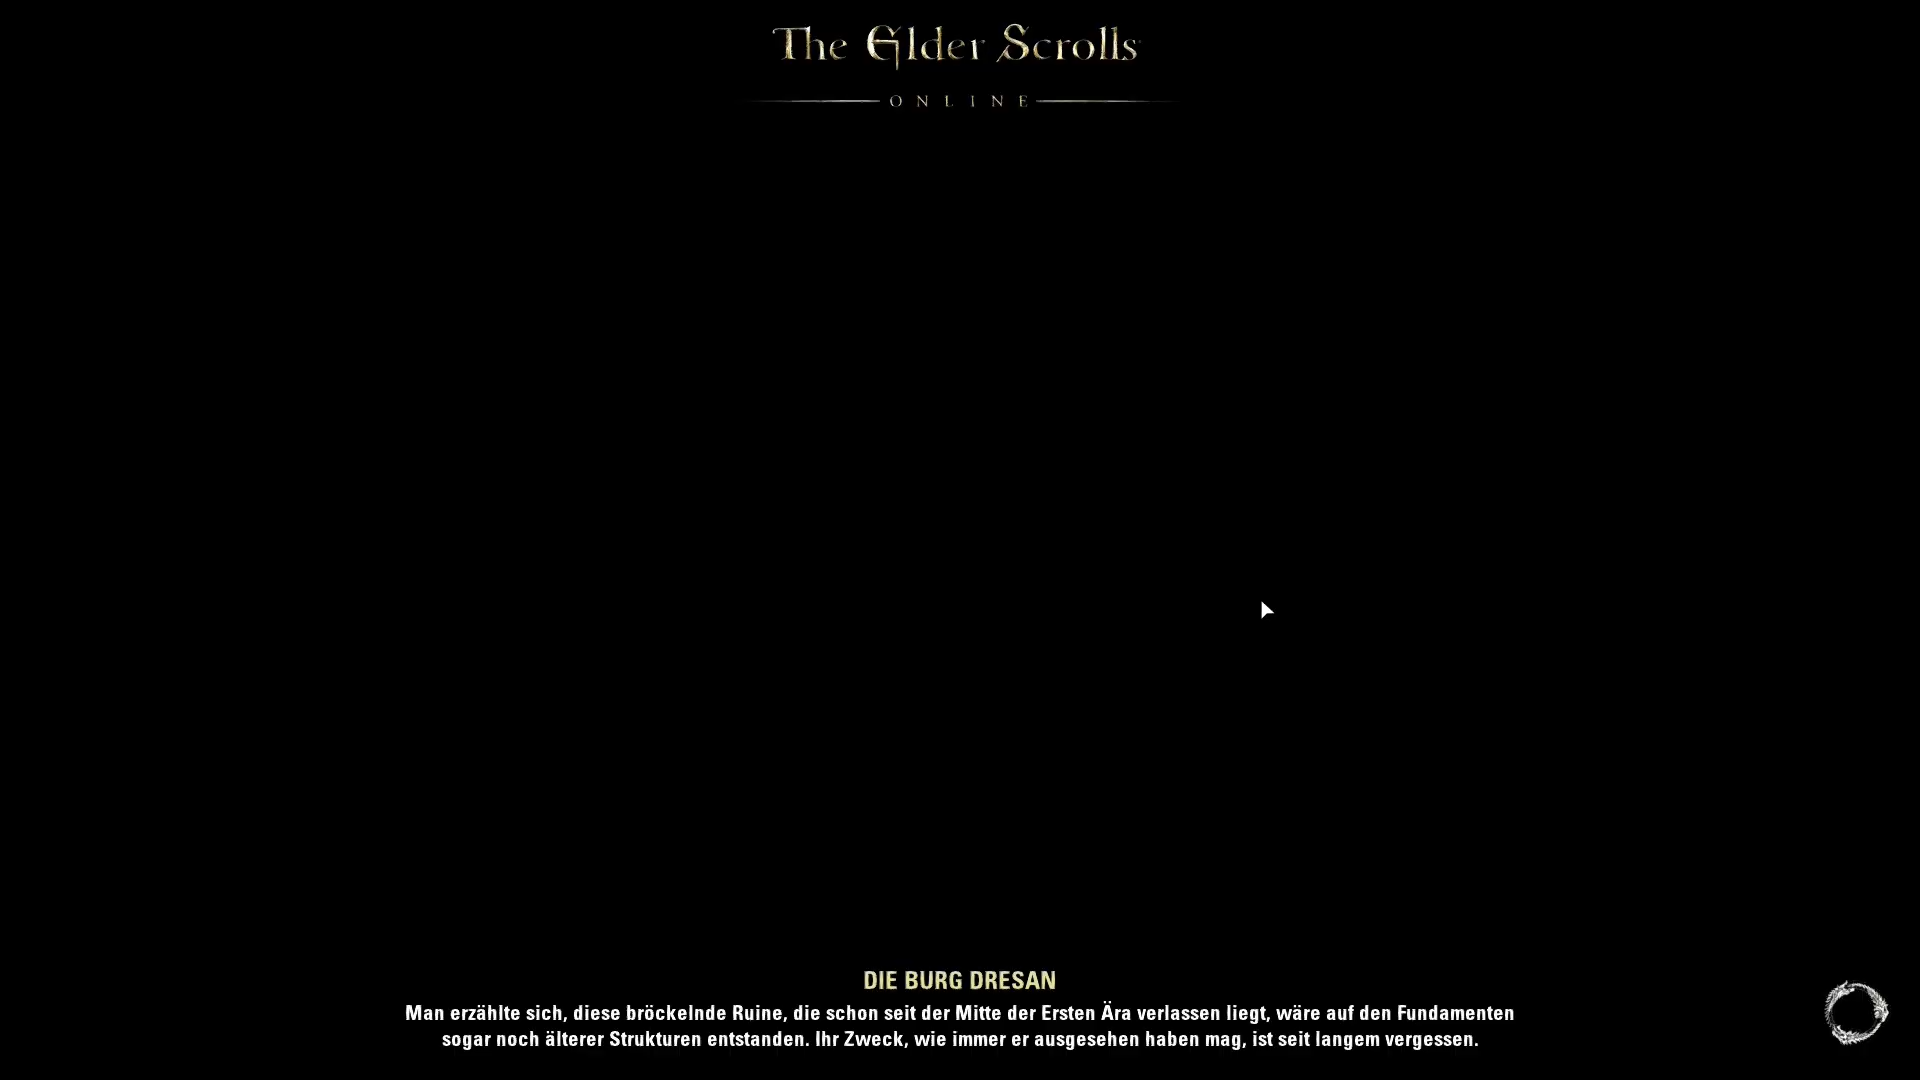 The Elder Scrolls
ONLINE
DIE BURG DRESAN
Man erzählte sich, diese bröckelnde Ruine, die schon seit der Mitte der Ersten Ära verlassen liegt, wäre auf den Fundamenten
sogar noch älterer Strukturen entstanden. Ihr Zweck, wie immer er ausgesehen haben mag, ist seit langem vergessen.